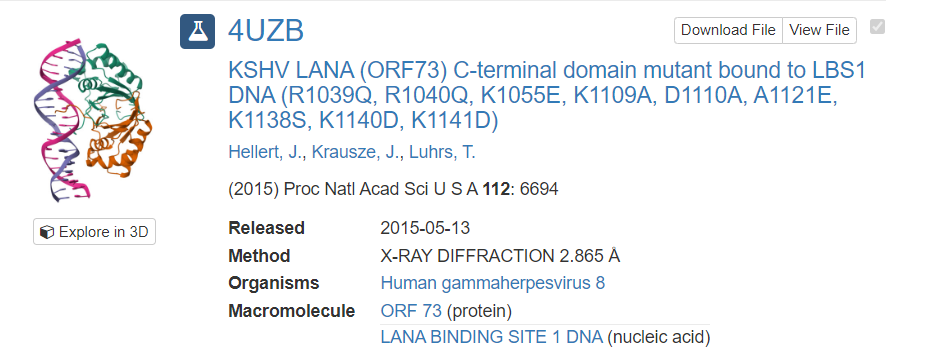 4UZB
Download File View File
KSHV LANA (ORF73) C-terminal domain mutant bound to LBS1
DNA (R1039Q, R1040Q, K1055E, K1109A, D1110A, A1121E,
K1138S, K1140D, K1141D)
Hellert, J., Krausze, J., Luhrs, T.
(2015) Proc Natl Acad Sci U S A 112: 6694
Explore in 3D
Released 2015-05-13
Method X-RAY DIFFRACTION 2.865 Å
Organisms Human gammaherpesvirus 8
Macromolecule ORF 73 (protein)
LANA BINDING SITE 1 DNA (nucleic acid)